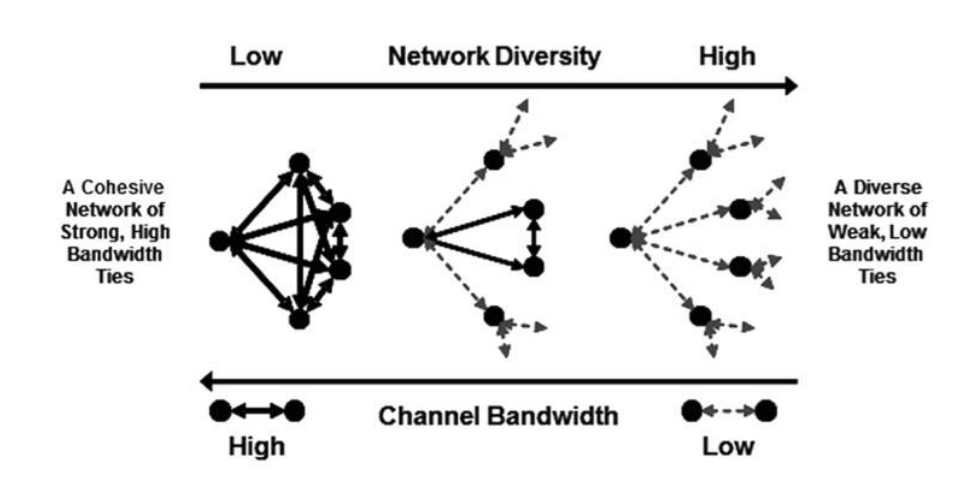 Low
Network Diversity
High
A Cohesive
Network of
Strong, High
Bandwidth
Ties
A Diverse
Network of
Weak, Low
Bandwidth
Ties
Channel Bandwidth
High
Low